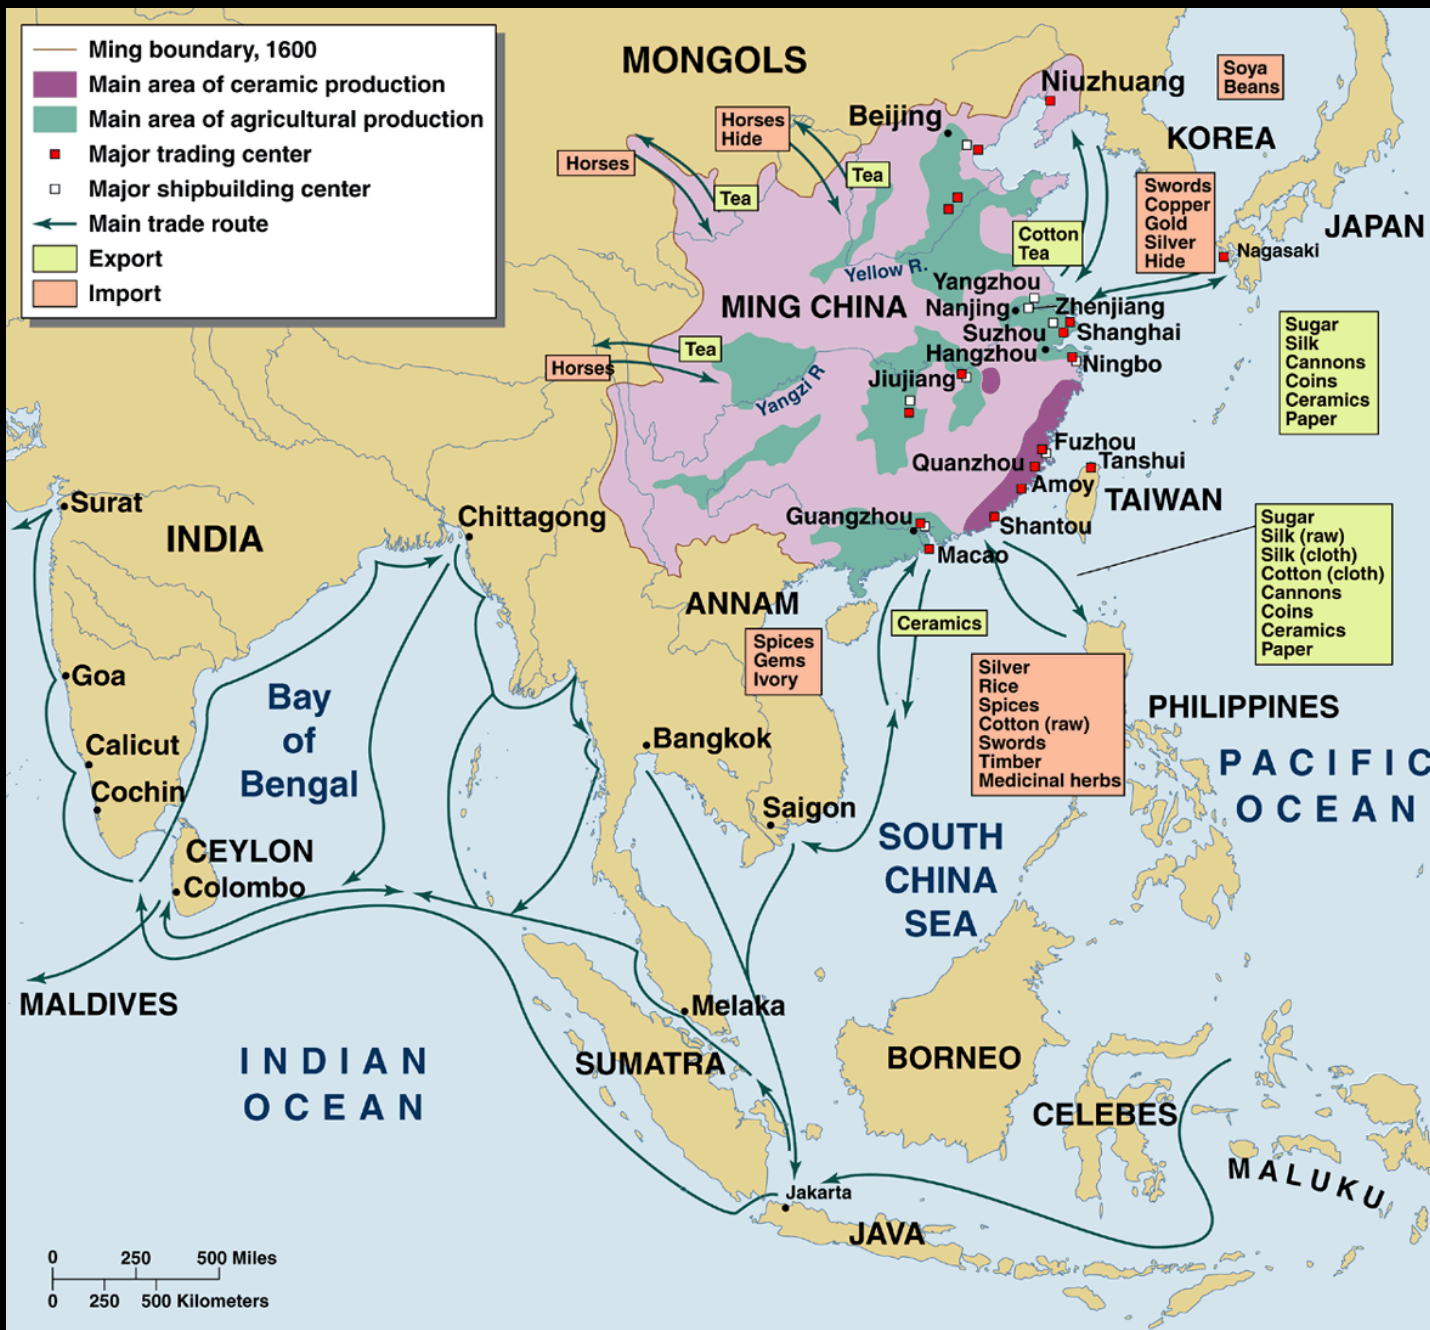 Ming boundary, 1600
Main area of ceramic production
Main area of agricultural production
Major trading center
Major shipbuilding center
Main trade route
Export
Import
MONGOLS
Niuzhuang
Soya
Beans
Beijing
Horses
Hide
KOREA
Horses
Tea
Tea
Swords
Copper
Gold
Silver
Hide
JAPAN
Cotton
Tea
Nagasaki
Yellow R.
Yangzhou
MING CHINA
Nanjing
Zhenjiang
Suzhou
Shanghai
Sugar
Silk
Cannons
Coins
Ceramics
Paper
Tea
Hangzhou
Horses
Ningbo
Jiujiang
Yangzi R
Fuzhou
Quanzhou
Tanshui
Amoy
TAIWAN
Surat
Chittagong
Guangzhou
Shantou
INDIA
Macao
Sugar
Silk (raw)
Silk (cloth)
Cotton (cloth)
Cannons
Coins
Ceramics
Paper
ANNAM
Ceramics
Spices
Gems
Ivory
Silver
Rice
Spices
Cotton (raw)
Swords
Timber
Medicinal herbs
Goa
Bay
of
Bengal
PHILIPPINES
Calicut
Bangkok
PACIFIC
OCEAN
Cochin
Saigon
SOUTH
CHINA
SEA
CEYLON
Colombo
MALDIVES
Melaka
INDIAN
OCEAN
SUMATRA
BORNEO
CELEBES
MALUKU
Jakarta
JAVA
0 250 500 Miles
0 250 500 Kilometers